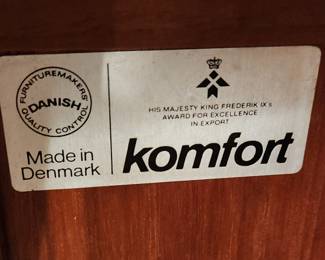 FURNITUREMAKERS'
DANISH
QUALITY CONTROL
Made in
Denmark
HIS MAJESTY KING FREDERIK IX's
AWARD FOR EXCELLENCE
IN EXPORT
komfort